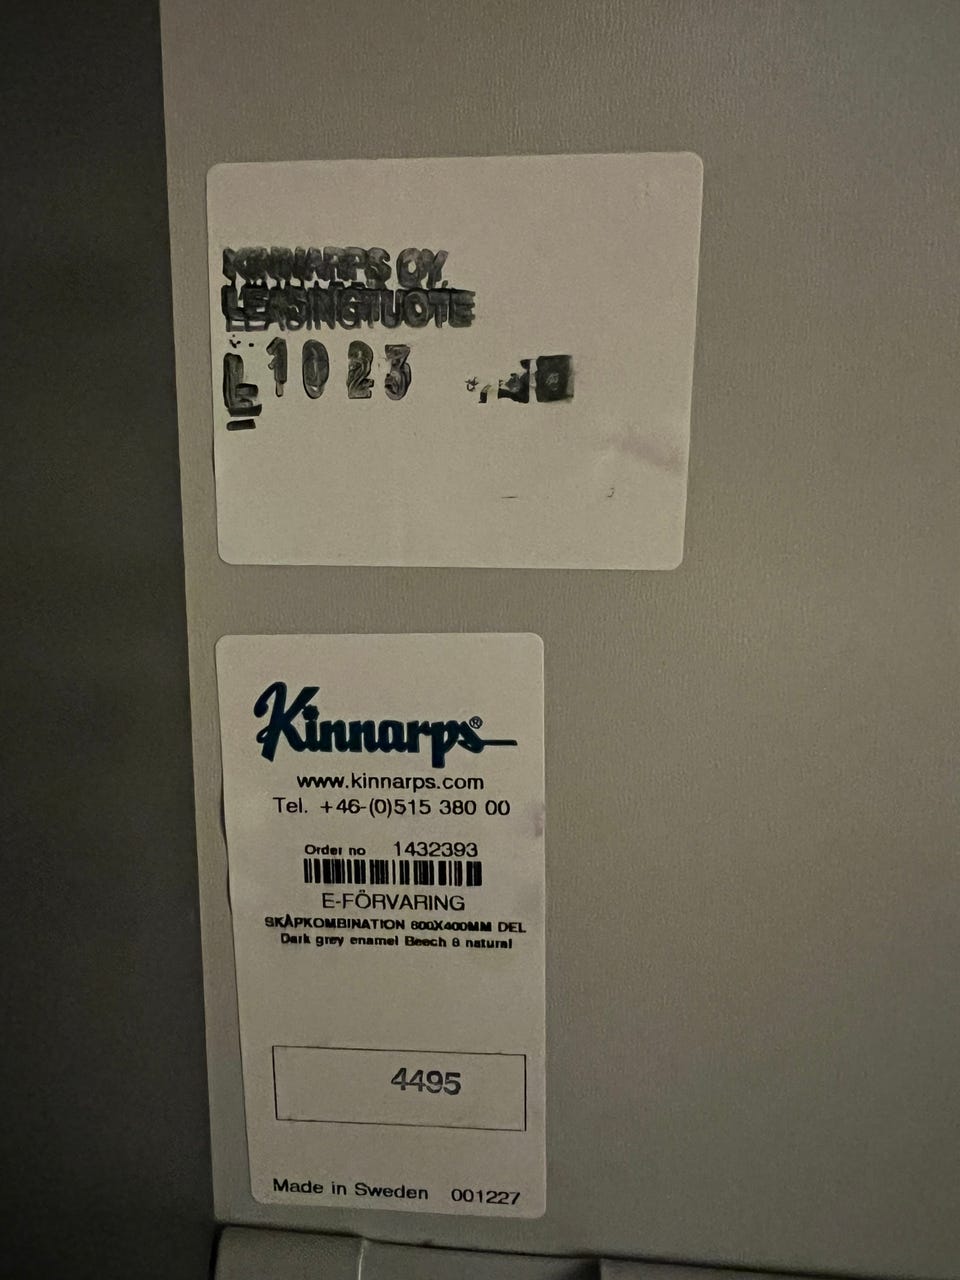 KINNARPS OY.
LEASINGTUOTE
L 1023
Kinnarps®
www.kinnarps.com
Tel. +46-(0)515 380 00
Order no 1432393
E-FÖRVARING
SKÅPKOMBINATION 800X400MM DEL
Dark grey enamel Beech 8 natural
4495
Made in Sweden 001227